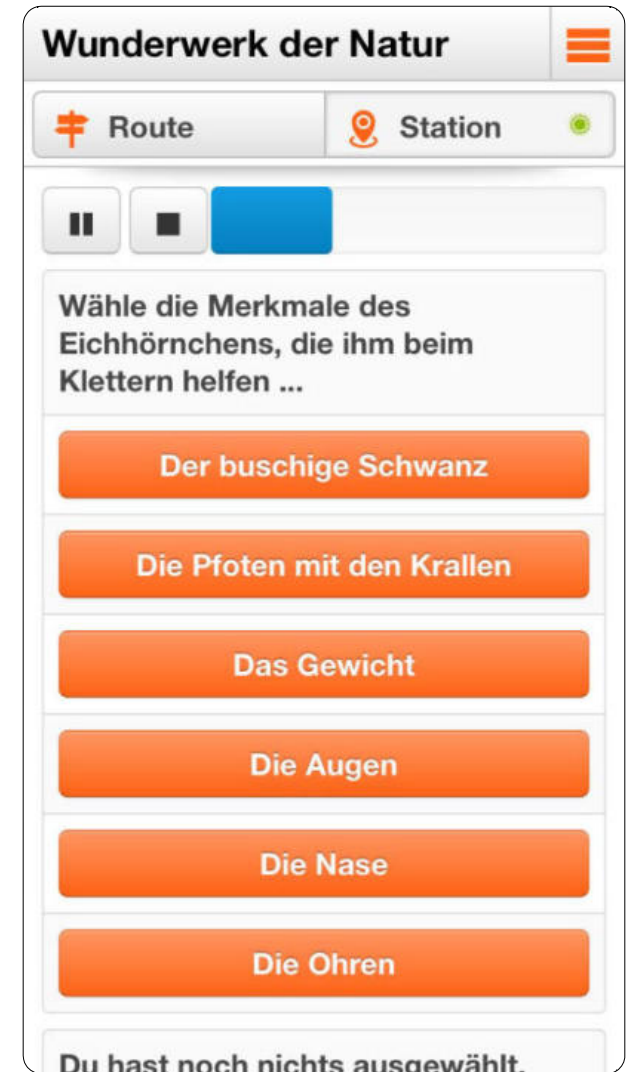 Wunderwerk der Natur
Route
Station
Wähle die Merkmale des
Eichhörnchens, die ihm beim
Klettern helfen ...
Der buschige Schwanz
Die Pfoten mit den Krallen
Das Gewicht
Die Augen
Die Nase
Die Ohren
Du hast noch nichts ausgewählt.